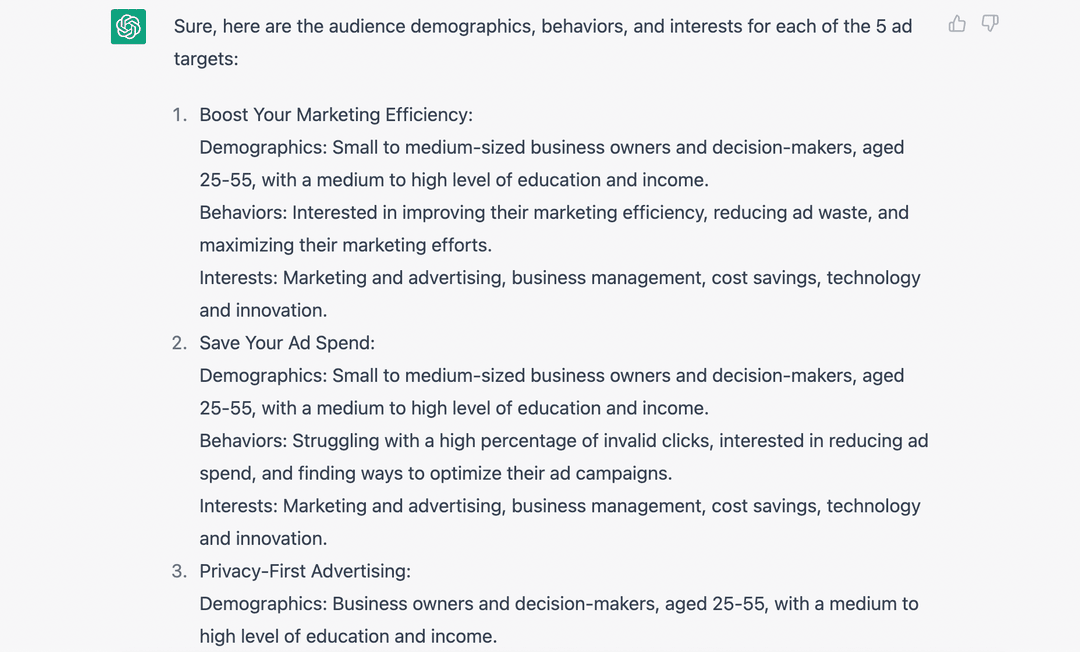 Sure, here are the audience demographics, behaviors, and interests for each of the 5 ad
targets:
1. Boost Your Marketing Efficiency:
Demographics: Small to medium-sized business owners and decision-makers, aged
25-55, with a medium to high level of education and income.
Behaviors: Interested in improving their marketing efficiency, reducing ad waste, and
maximizing their marketing efforts.
Interests: Marketing and advertising, business management, cost savings, technology
and innovation.
2. Save Your Ad Spend:
Demographics: Small to medium-sized business owners and decision-makers, aged
25-55, with a medium to high level of education and income.
Behaviors: Struggling with a high percentage of invalid clicks, interested in reducing ad
spend, and finding ways to optimize their ad campaigns.
Interests: Marketing and advertising, business management, cost savings, technology
and innovation.
3. Privacy-First Advertising:
Demographics: Business owners and decision-makers, aged 25-55, with a medium to
high level of education and income.